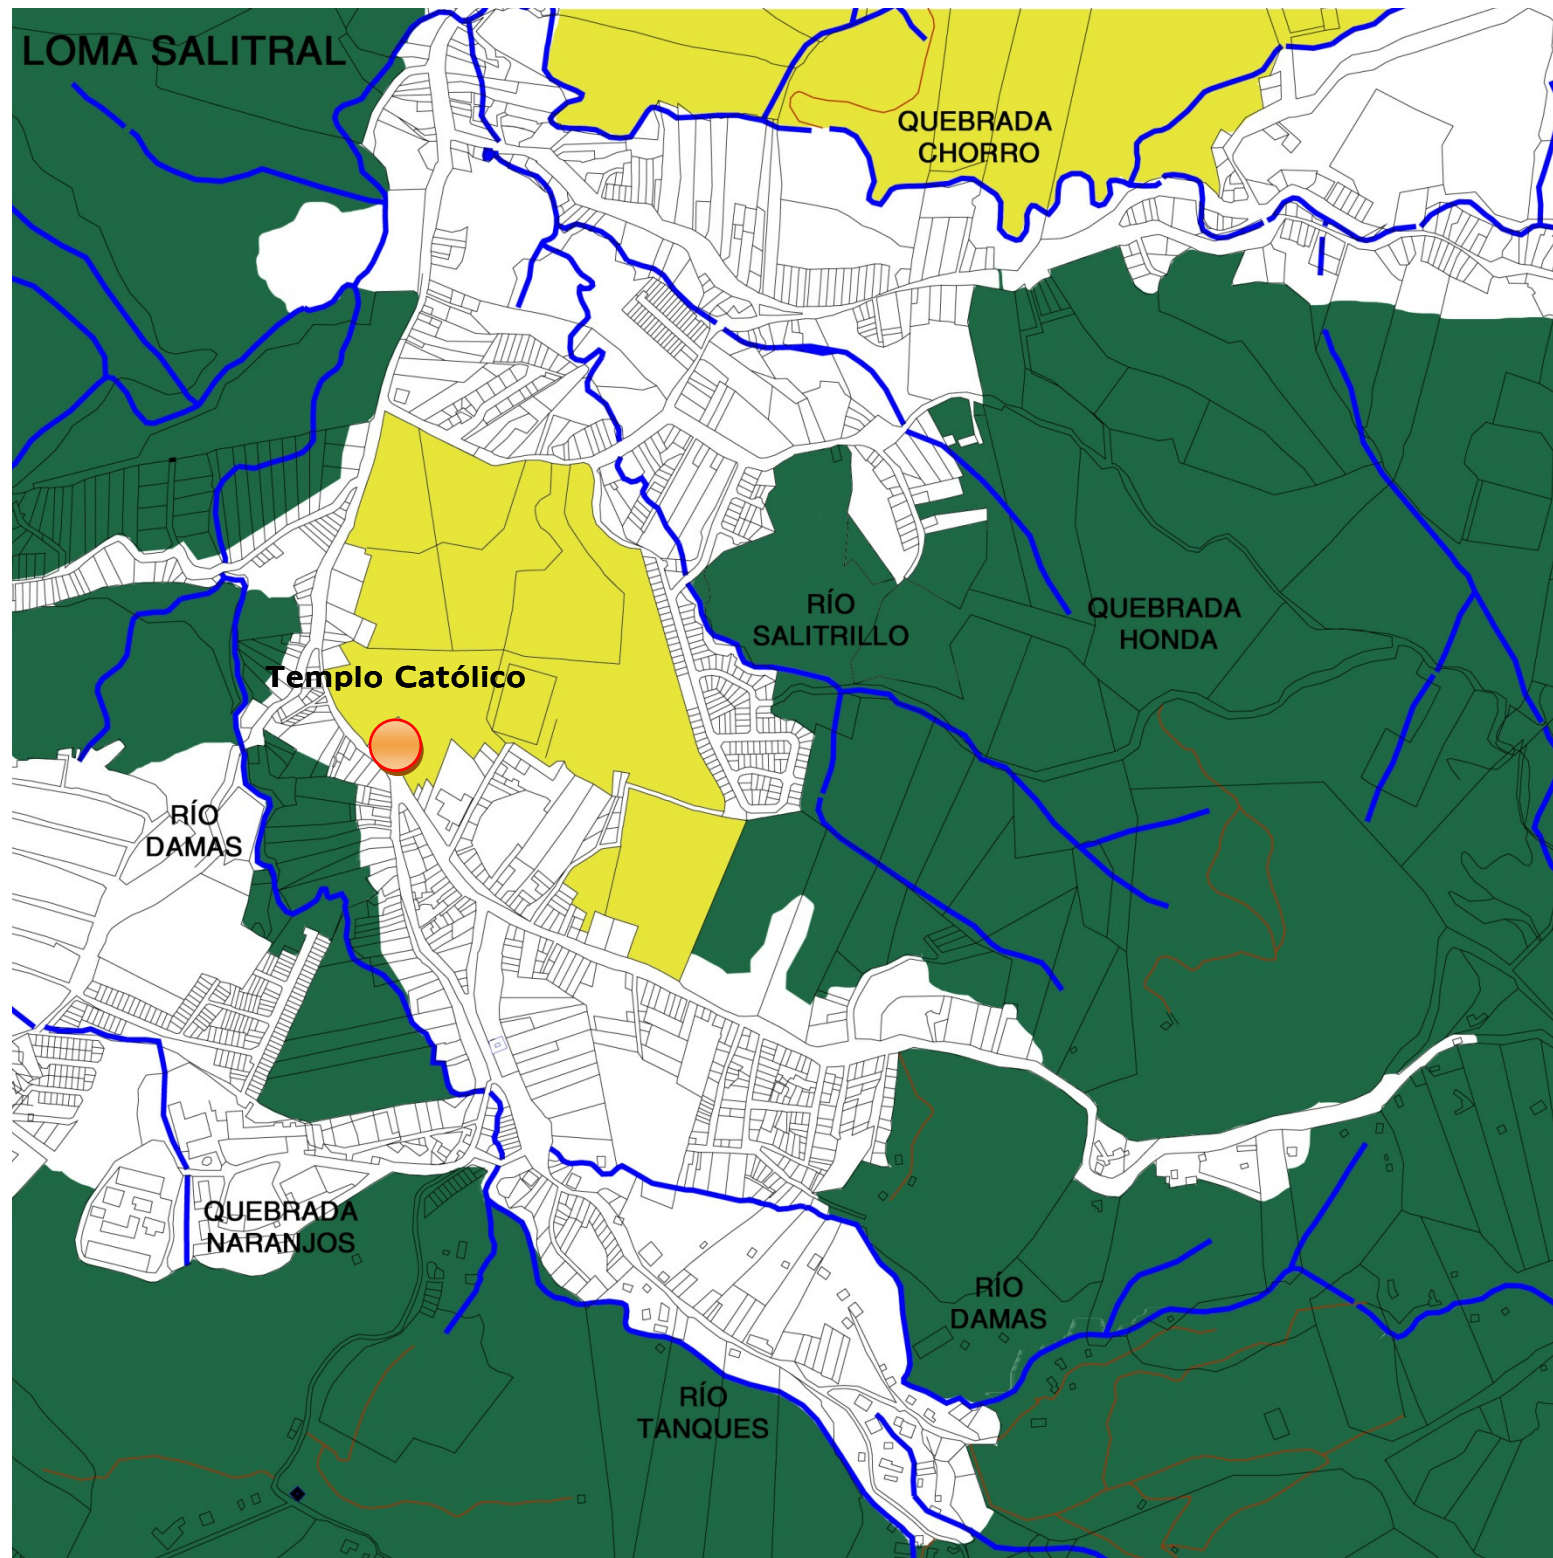 LOMA SALITRAL
QUEBRADA
CHORRO
RÍO
SALITRILLO
QUEBRADA
HONDA
Templo Católico
RÍO
DAMAS
QUEBRADA
NARANJOS
RÍO
DAMAS
RÍO
TANQUES